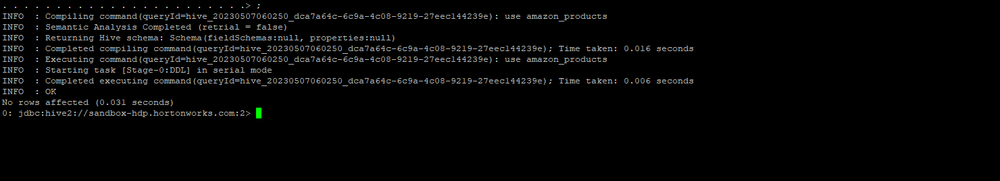 . . . . . . . . . . . . . . . . . . . . . . .> ;
INFO  : Compiling command(queryId=hive_20230507060250_dca7a64c-6c9a-4c08-9219-27eec144239e): use amazon_products
INFO  : Semantic Analysis Completed (retrial = false)
INFO  : Returning Hive schema: Schema(fieldSchemas:null, properties:null)
INFO  : Completed compiling command(queryId=hive_20230507060250_dca7a64c-6c9a-4c08-9219-27eec144239e); Time taken: 0.016 seconds
INFO  : Executing command(queryId=hive_20230507060250_dca7a64c-6c9a-4c08-9219-27eec144239e): use amazon_products
INFO  : Starting task [Stage-0:DDL] in serial mode
INFO  : Completed executing command(queryId=hive_20230507060250_dca7a64c-6c9a-4c08-9219-27eec144239e); Time taken: 0.006 seconds
INFO  : OK
No rows affected (0.031 seconds)
0: jdbc:hive2://sandbox-hdp.hortonworks.com:2>